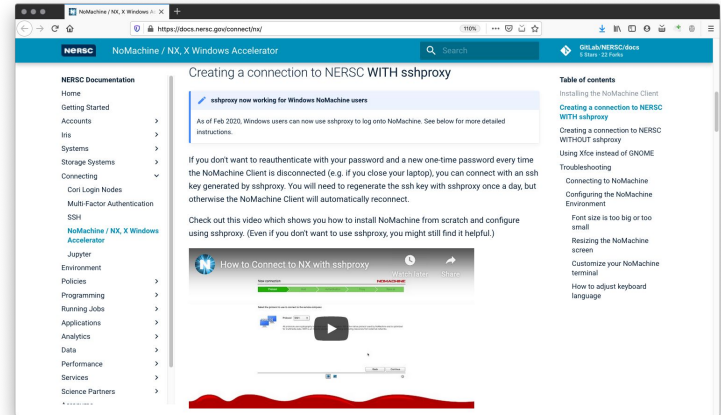 NoMachine / NX, X Windows Ac
https://docs.nersc.gov/connect/nx/
110%
NERSC
NoMachine / NX, X Windows Accelerator
Search
GitLab/NERSC/docs
5 Stars · 22 Forks
NERSC Documentation
Home
Getting Started
Accounts
Iris
Systems
Storage Systems
Connecting
Cori Login Nodes
Multi-Factor Authentication
SSH
NoMachine / NX, X Windows
Accelerator
Jupyter
Environment
Policies
Programming
Running Jobs
Applications
Analytics
Data
Performance
Services
Science Partners
Creating a connection to NERSC WITH sshproxy
sshproxy now working for Windows NoMachine users
As of Feb 2020, Windows users can now use sshproxy to log onto NoMachine. See below for more detailed
instructions.
If you don't want to reauthenticate with your password and a new one-time password every time
the NoMachine Client is disconnected (e.g. if you close your laptop), you can connect with an ssh
key generated by sshproxy. You will need to regenerate the ssh key with sshproxy once a day, but
otherwise the NoMachine Client will automatically reconnect.
Check out this video which shows you how to install NoMachine from scratch and configure
using sshproxy. (Even if you don't want to use sshproxy, you might still find it helpful.)
How to Connect to NX with sshproxy
Watch later
Share
New connection
NOMACHINE
Table of contents
Installing the NoMachine Client
Creating a connection to NERSC
WITH sshproxy
Creating a connection to NERSC
WITHOUT sshproxy
Using Xfce instead of GNOME
Troubleshooting
Connecting to NoMachine
Configuring the NoMachine
Environment
Font size is too big or too
small
Resizing the NoMachine
screen
Customize your NoMachine
terminal
How to adjust keyboard
language